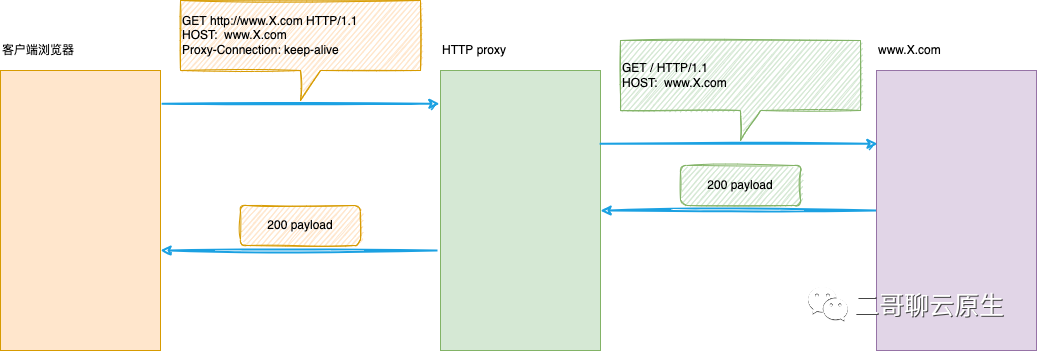 客户端浏览器
GET http://www.X.com HTTP/1.1
HOST: www.X.com
Proxy-Connection: keep-alive
HTTP proxy
GET / HTTP/1.1
HOST: www.X.com
www.X.com
200 payload
200 payload
二哥聊云原生